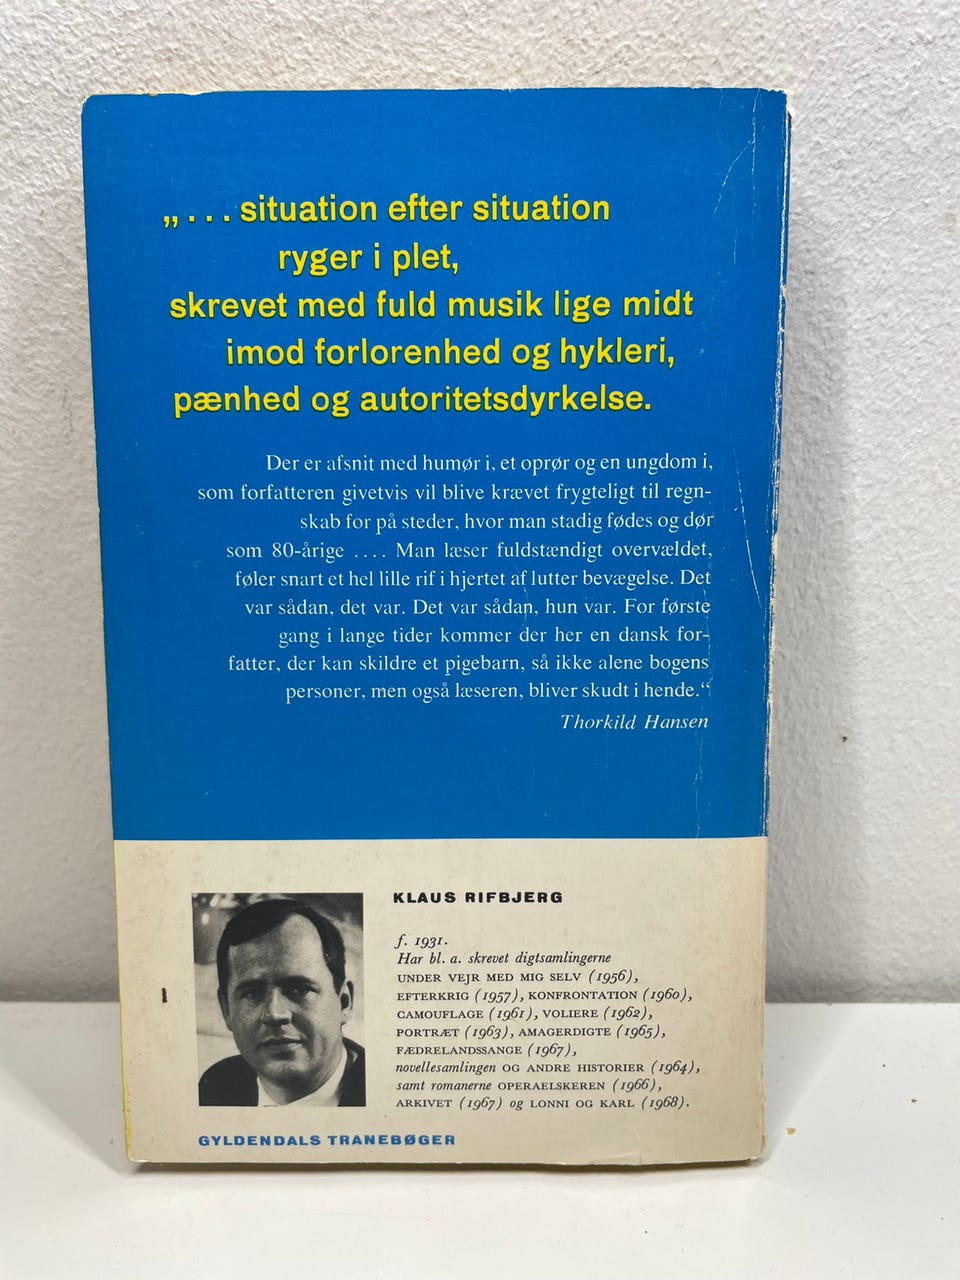 „ . . . situation efter situation
ryger i plet,
skrevet med fuld musik lige midt
imod forlorenhed og hykleri,
pænhed og autoritetsdyrkelse.
Der er afsnit med humør i, et oprør og en ungdom i,
som forfatteren givetvis vil blive krævet frygteligt til regn-
skab for på steder, hvor man stadig fødes og dør
som 80-årige .... Man læser fuldstændigt overvældet,
føler snart et hel lille rif i hjertet af lutter bevægelse. Det
var sådan, det var. Det var sådan, hun var. For første
gang i lange tider kommer der her en dansk for-
fatter, der kan skildre et pigebarn, så ikke alene bogens
personer, men også læseren, bliver skudt i hende.“
Thorkild Hansen
KLAUS RIFBJERG
f. 1931.
Har bl. a. skrevet digtsamlingerne
UNDER VEJR MED MIG SELV (1956),
EFTERKRIG (1957), KONFRONTATION (1960),
CAMOUFLAGE (1961), VOLIERE (1962),
PORTRÆT (1963), AMAGERDIGTE (1965),
FÆDRELANDSSANGE (1967),
novellesamlingen OG ANDRE HISTORIER (1964),
samt romanerne OPERAELSKEREN (1966),
ARKIVET (1967) og LONNI OG KARL (1968).
GYLDENDALS TRANEBØGER